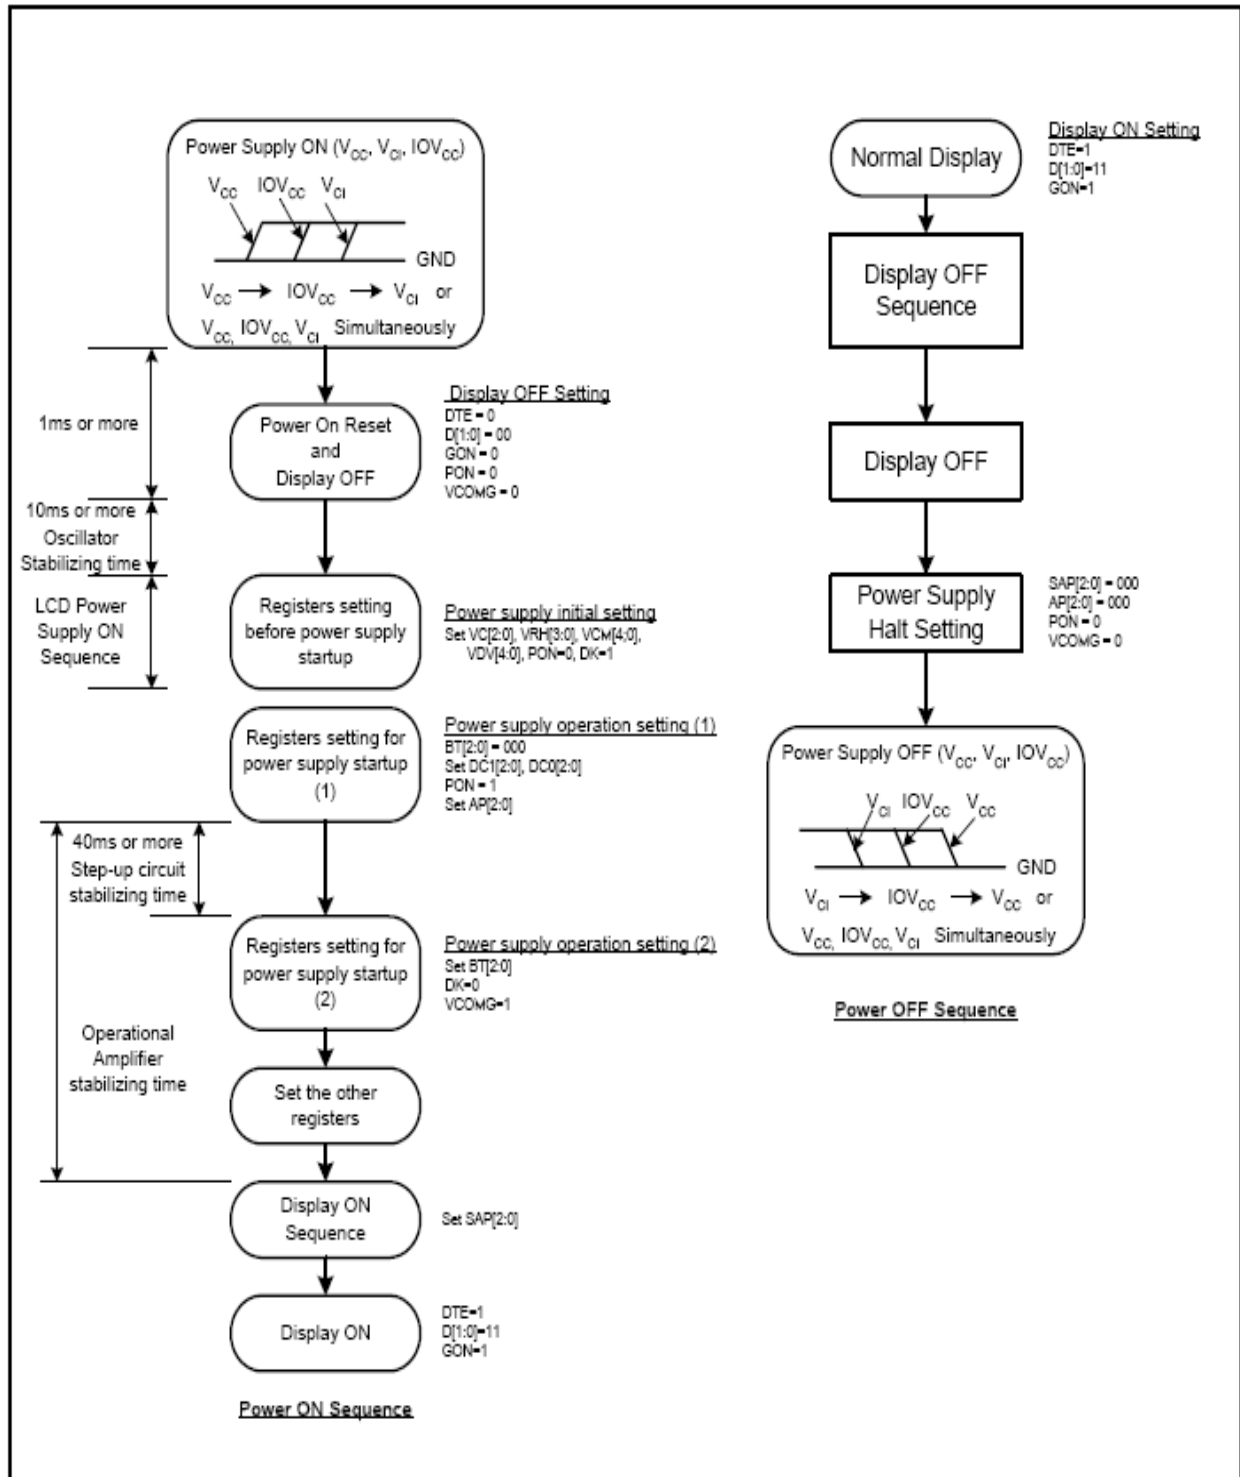 Power Supply ON (VCC, VCI, IOVCC)
VCC IOVCC VCI
GND
VCC → IOVCC → VCI or
VCC, IOVCC, VCI Simultaneously
1ms or more
Power On Reset
and
Display OFF
Display OFF Setting
DTE = 0
D[1:0] = 00
GON = 0
PON = 0
VCOMG = 0
10ms or more
Oscillator
Stabilizing time
LCD Power
Supply ON
Sequence
Registers setting
before power supply
startup
Power supply initial setting
Set VC[2:0], VRH[3:0], VCM[4:0],
VDV[4:0], PON=0, DK=1
Registers setting for
power supply startup
(1)
Power supply operation setting (1)
BT[2:0] = 000
Set DC1[2:0], DC0[2:0]
PON = 1
Set AP[2:0]
40ms or more
Step-up circuit
stabilizing time
Registers setting for
power supply startup
(2)
Power supply operation setting (2)
Set BT[2:0]
DK=0
VCOMG=1
Operational
Amplifier
stabilizing time
Set the other
registers
Display ON
Sequence
Set SAP[2:0]
Display ON
DTE=1
D[1:0]=11
GON=1
Power ON Sequence
Normal Display
Display ON Setting
DTE=1
D[1:0]=11
GON=1
Display OFF
Sequence
Display OFF
Power Supply
Halt Setting
SAP[2:0] = 000
AP[2:0] = 000
PON = 0
VCOMG = 0
Power Supply OFF (VCC, VCI, IOVCC)
VCI IOVCC VCC
GND
VCI → IOVCC → VCC or
VCC, IOVCC, VCI Simultaneously
Power OFF Sequence